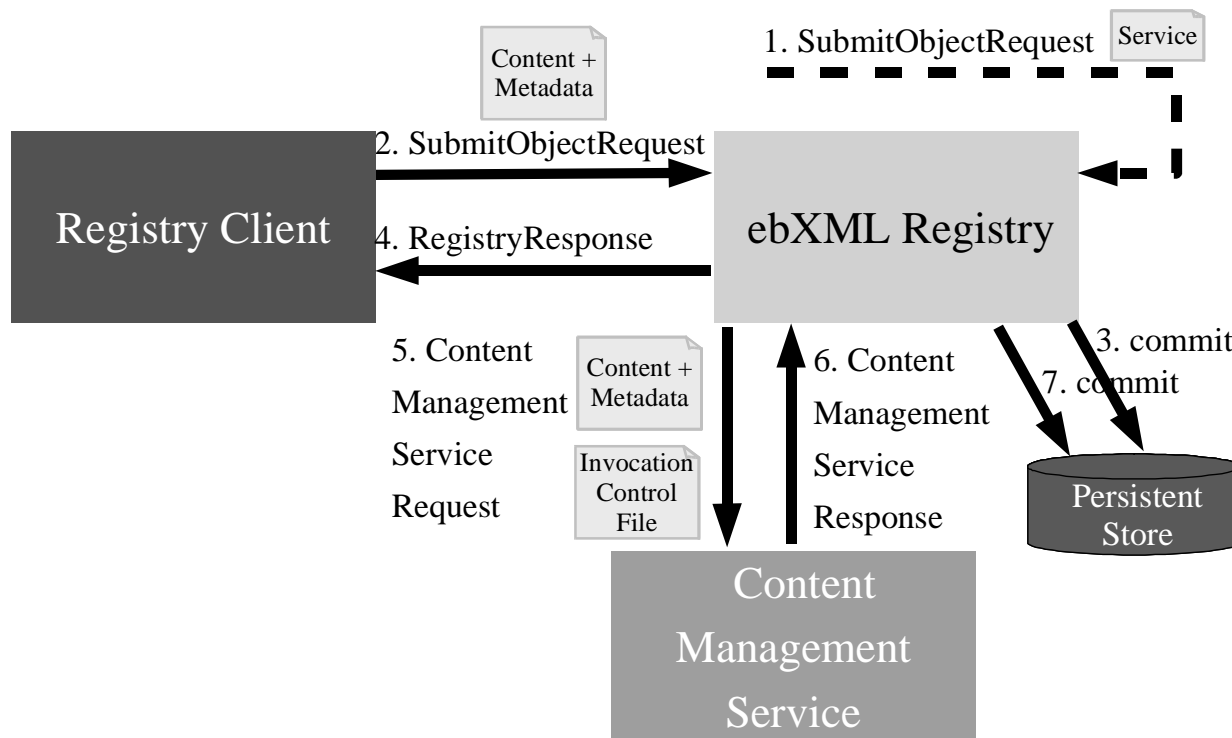 1. SubmitObjectRequest
Service
Content +
Metadata
2. SubmitObjectRequest
Registry Client
ebXML Registry
4. RegistryResponse
5. Content
Management
Service
Request
Content +
Metadata
Invocation
Control
File
6. Content
Management
Service
Response
3. commit
7. commit
Persistent
Store
Content
Management
Service